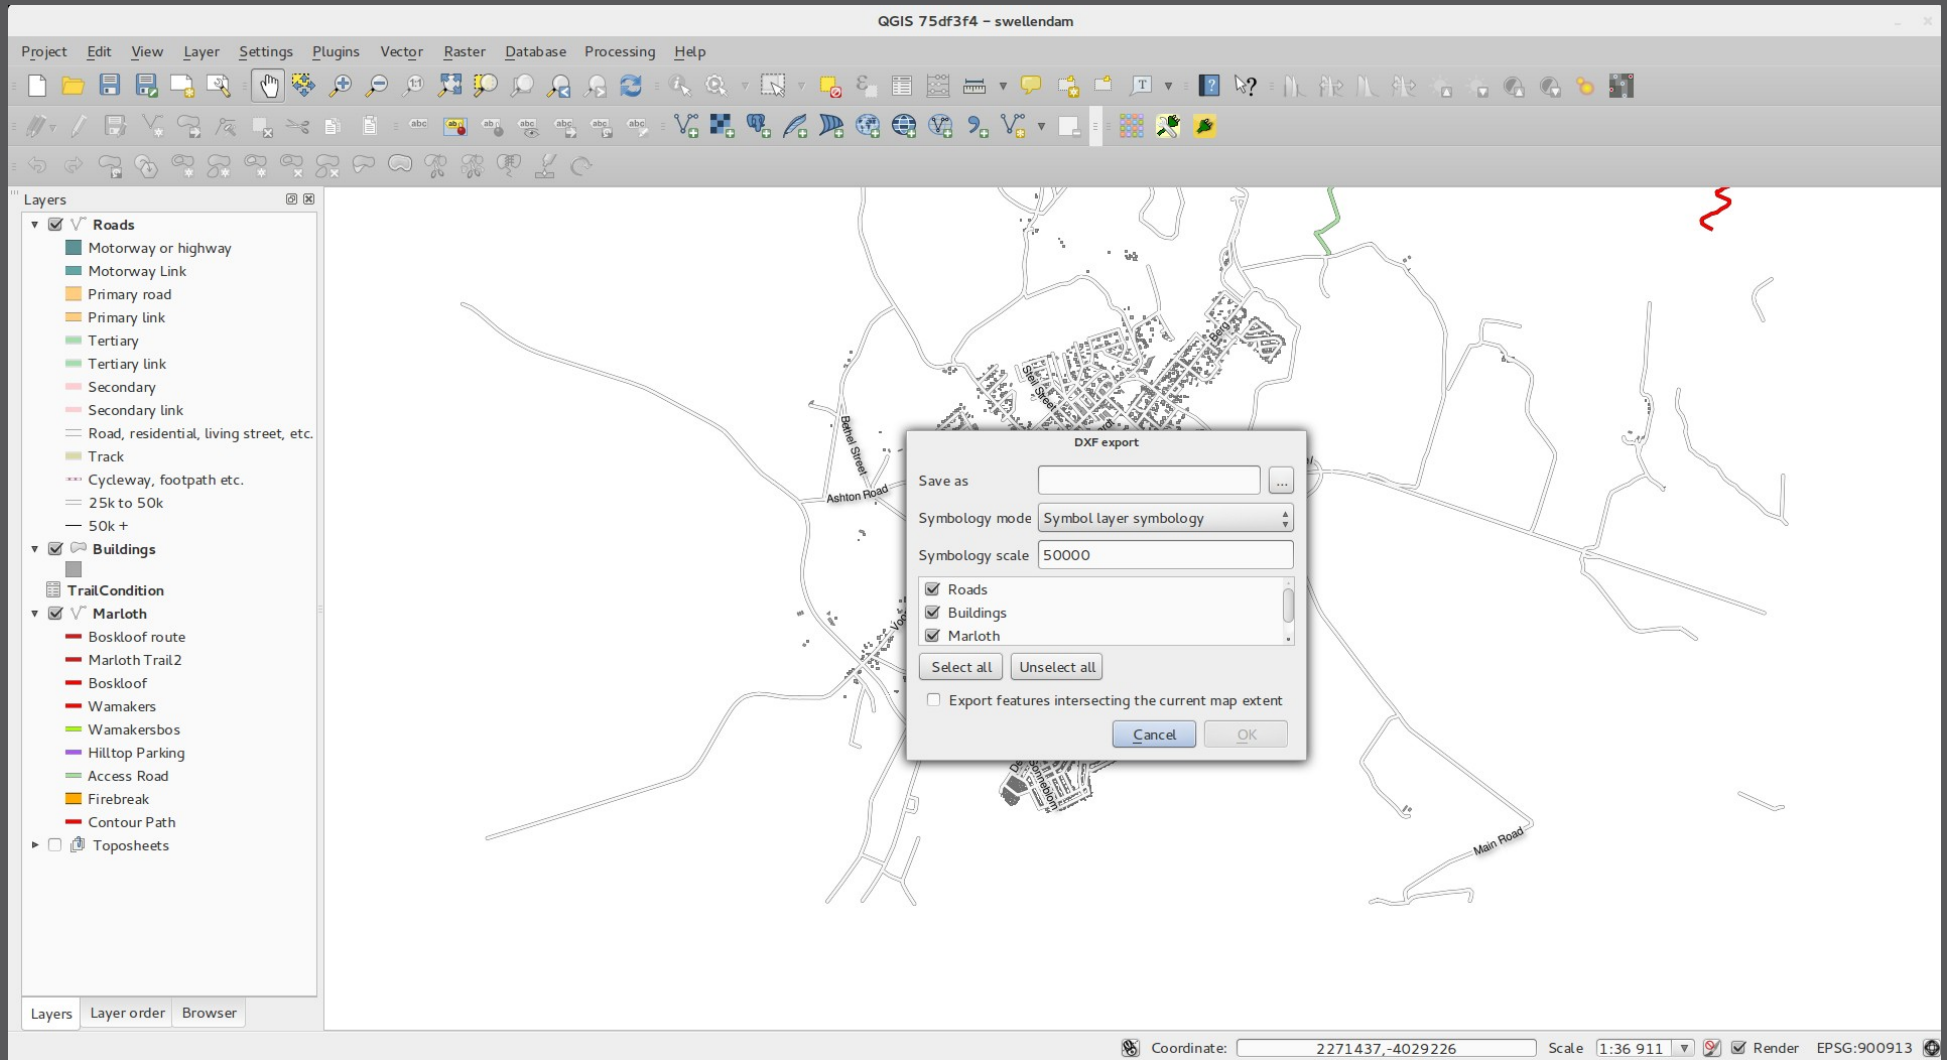 QGIS 75df3f4 – swellendam
Project Edit View Layer Settings Plugins Vector Raster Database Processing Help
Layers
Roads
Motorway or highway
Motorway Link
Primary road
Primary link
Tertiary
Tertiary link
Secondary
Secondary link
Road, residential, living street, etc.
Track
Cycleway, footpath etc.
25k to 50k
50k +
Buildings
TrailCondition
Marloth
Boskloof route
Marloth Trail2
Boskloof
Wamakers
Wamakersbos
Hilltop Parking
Access Road
Firebreak
Contour Path
Toposheets
Layers Layer order Browser
Berg
Steil Street
Bethel Street
Ashton Road
Main Road
DXF export
Save as ...
Symbology mode Symbol layer symbology
Symbology scale 50000
Roads
Buildings
Marloth
Select all Unselect all
Export features intersecting the current map extent
Cancel OK
Coordinate: 2271437,-4029226 Scale 1:36 911 Render EPSG:900913